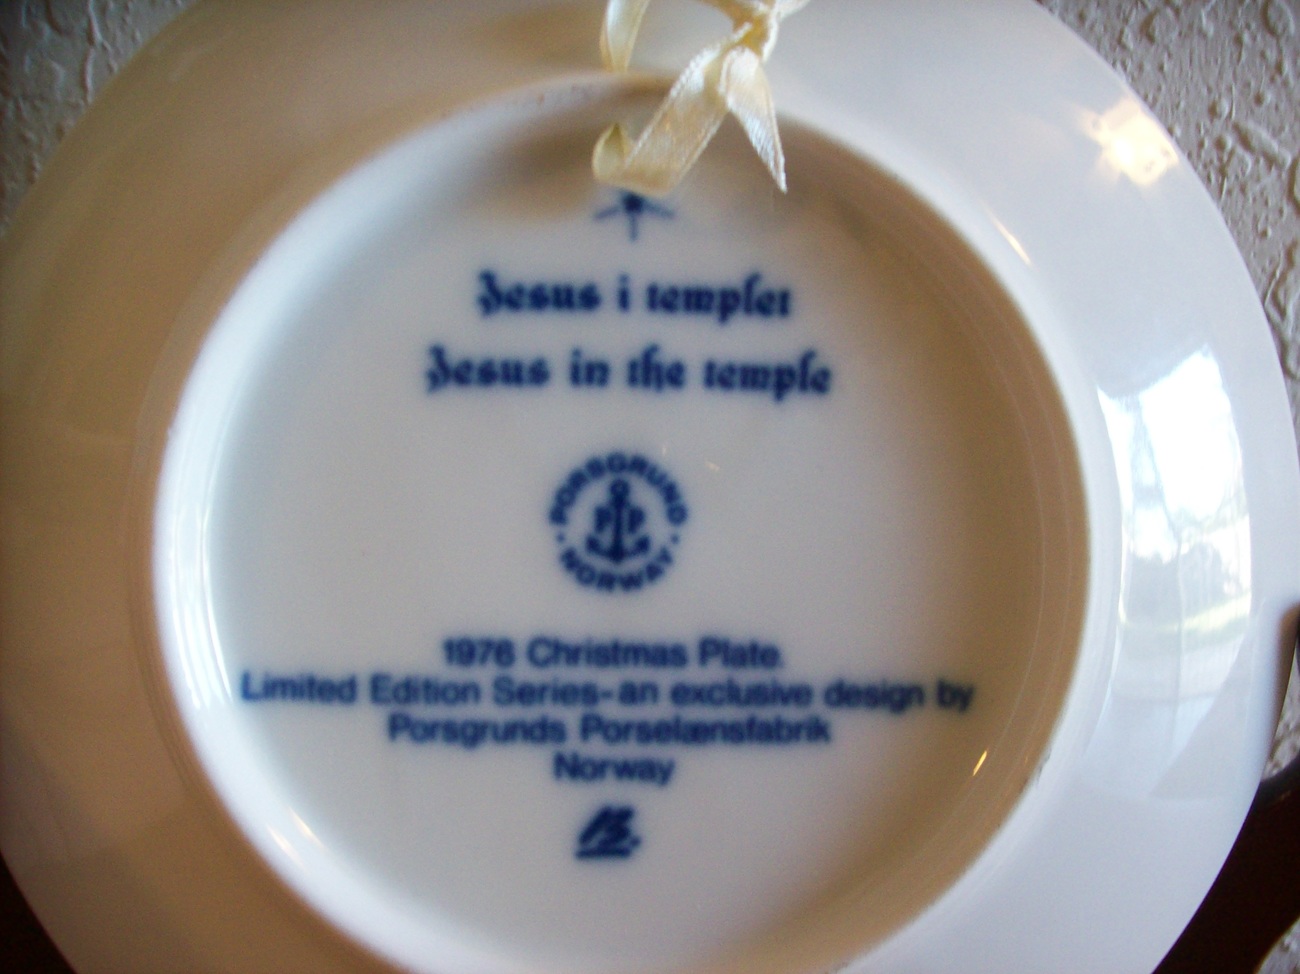 Jesus i templet
Jesus in the temple
PORSGRUND
PP
· NORWAY ·
1976 Christmas Plate.
Limited Edition Series-an exclusive design by
Porsgrunds Porselænsfabrik
Norway